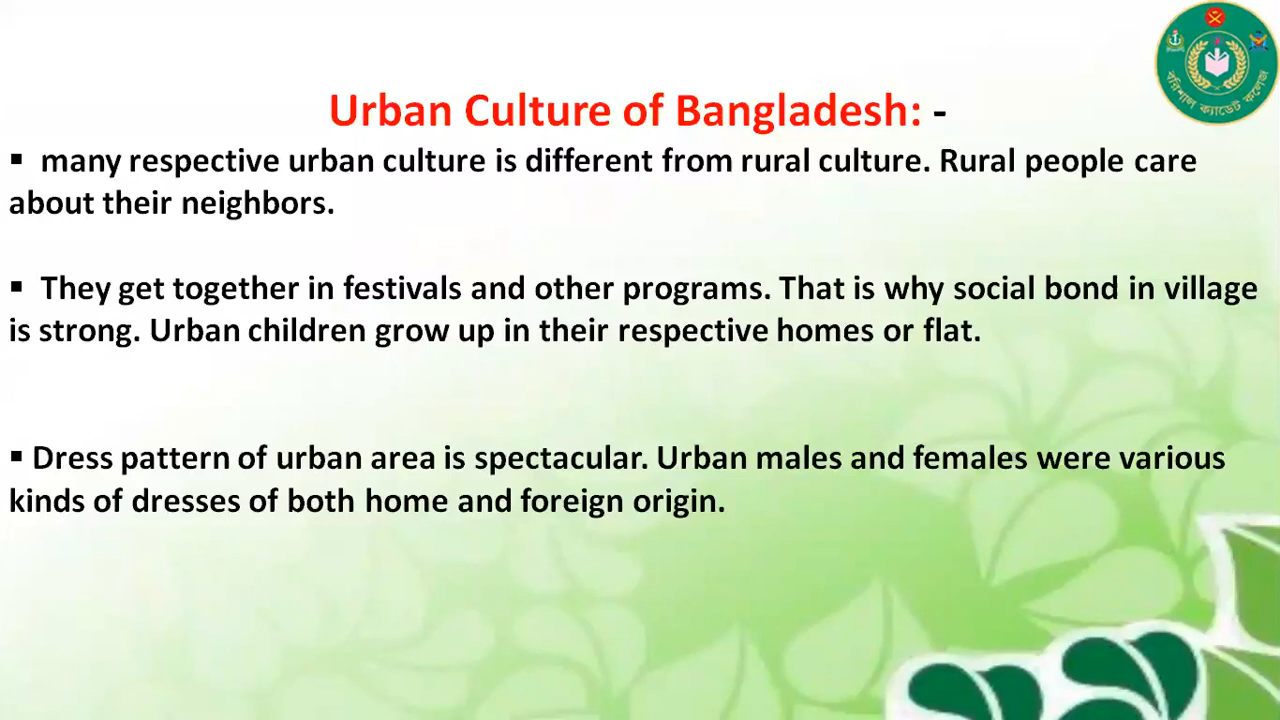 Urban Culture of Bangladesh: -
▪ many respective urban culture is different from rural culture. Rural people care
about their neighbors.
▪ They get together in festivals and other programs. That is why social bond in village
is strong. Urban children grow up in their respective homes or flat.
▪ Dress pattern of urban area is spectacular. Urban males and females were various
kinds of dresses of both home and foreign origin.
বরিশাল ক্যাডেট কলেজ